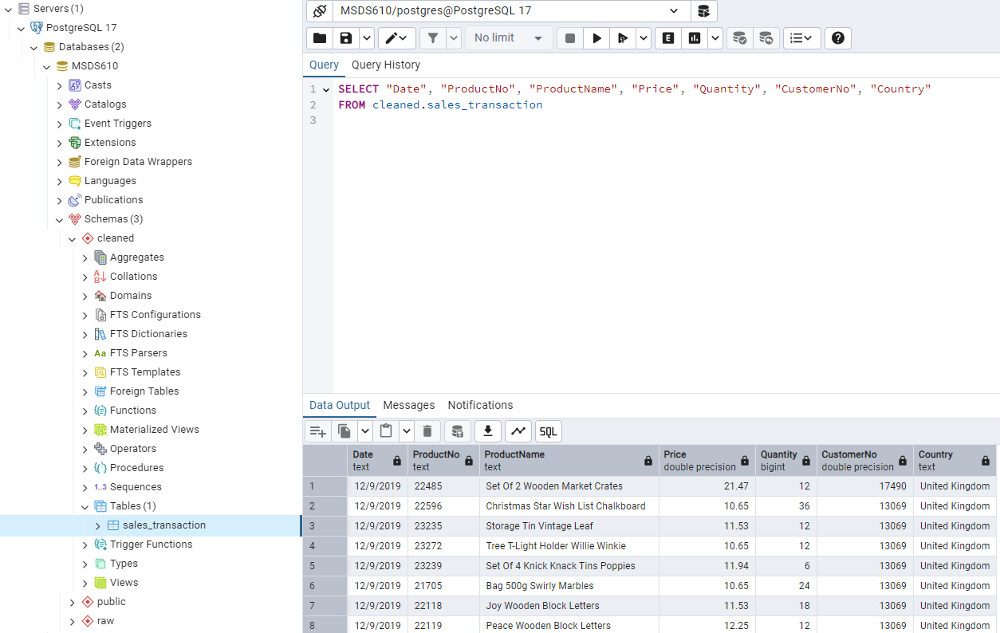 Servers (1)
PostgreSQL 17
Databases (2)
MSDS610
Casts
Catalogs
Event Triggers
Extensions
Foreign Data Wrappers
Languages
Publications
Schemas (3)
cleaned
Aggregates
Collations
Domains
FTS Configurations
FTS Dictionaries
Aa FTS Parsers
FTS Templates
Foreign Tables
Functions
Materialized Views
Operators
Procedures
1..3 Sequences
Tables (1)
sales_transaction
Trigger Functions
Types
Views
public
raw
MSDS610/postgres@PostgreSQL 17
No limit
E
Query Query History
1 SELECT "Date", "ProductNo", "ProductName", "Price", "Quantity", "CustomerNo", "Country"
2 FROM cleaned.sales_transaction
3
Data Output Messages Notifications
SQL
Date ProductNo ProductName Price Quantity CustomerNo Country
text text text double precision bigint double precision text
1 12/9/2019 22485 Set Of 2 Wooden Market Crates 21.47 12 17490 United Kingdom
2 12/9/2019 22596 Christmas Star Wish List Chalkboard 10.65 36 13069 United Kingdom
3 12/9/2019 23235 Storage Tin Vintage Leaf 11.53 12 13069 United Kingdom
4 12/9/2019 23272 Tree T-Light Holder Willie Winkie 10.65 12 13069 United Kingdom
5 12/9/2019 23239 Set Of 4 Knick Knack Tins Poppies 11.94 6 13069 United Kingdom
6 12/9/2019 21705 Bag 500g Swirly Marbles 10.65 24 13069 United Kingdom
7 12/9/2019 22118 Joy Wooden Block Letters 11.53 18 13069 United Kingdom
8 12/9/2019 22119 Peace Wooden Block Letters 12.25 12 13069 United Kingdom